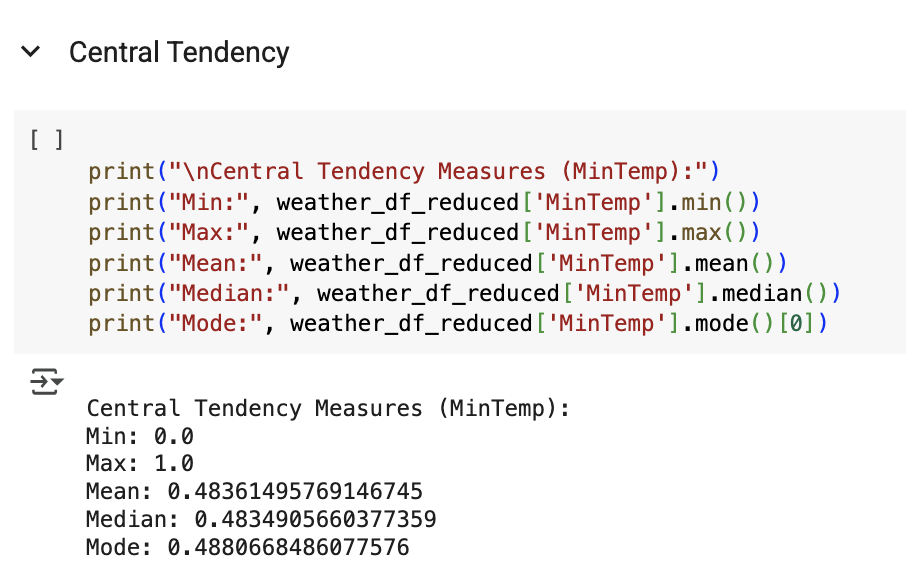 Central Tendency
[ ]
print("\nCentral Tendency Measures (MinTemp):")
print("Min:", weather_df_reduced['MinTemp'].min())
print("Max:", weather_df_reduced['MinTemp'].max())
print("Mean:", weather_df_reduced['MinTemp'].mean())
print("Median:", weather_df_reduced['MinTemp'].median())
print("Mode:", weather_df_reduced['MinTemp'].mode()[0])
Central Tendency Measures (MinTemp):
Min: 0.0
Max: 1.0
Mean: 0.48361495769146745
Median: 0.4834905660377359
Mode: 0.4880668486077576